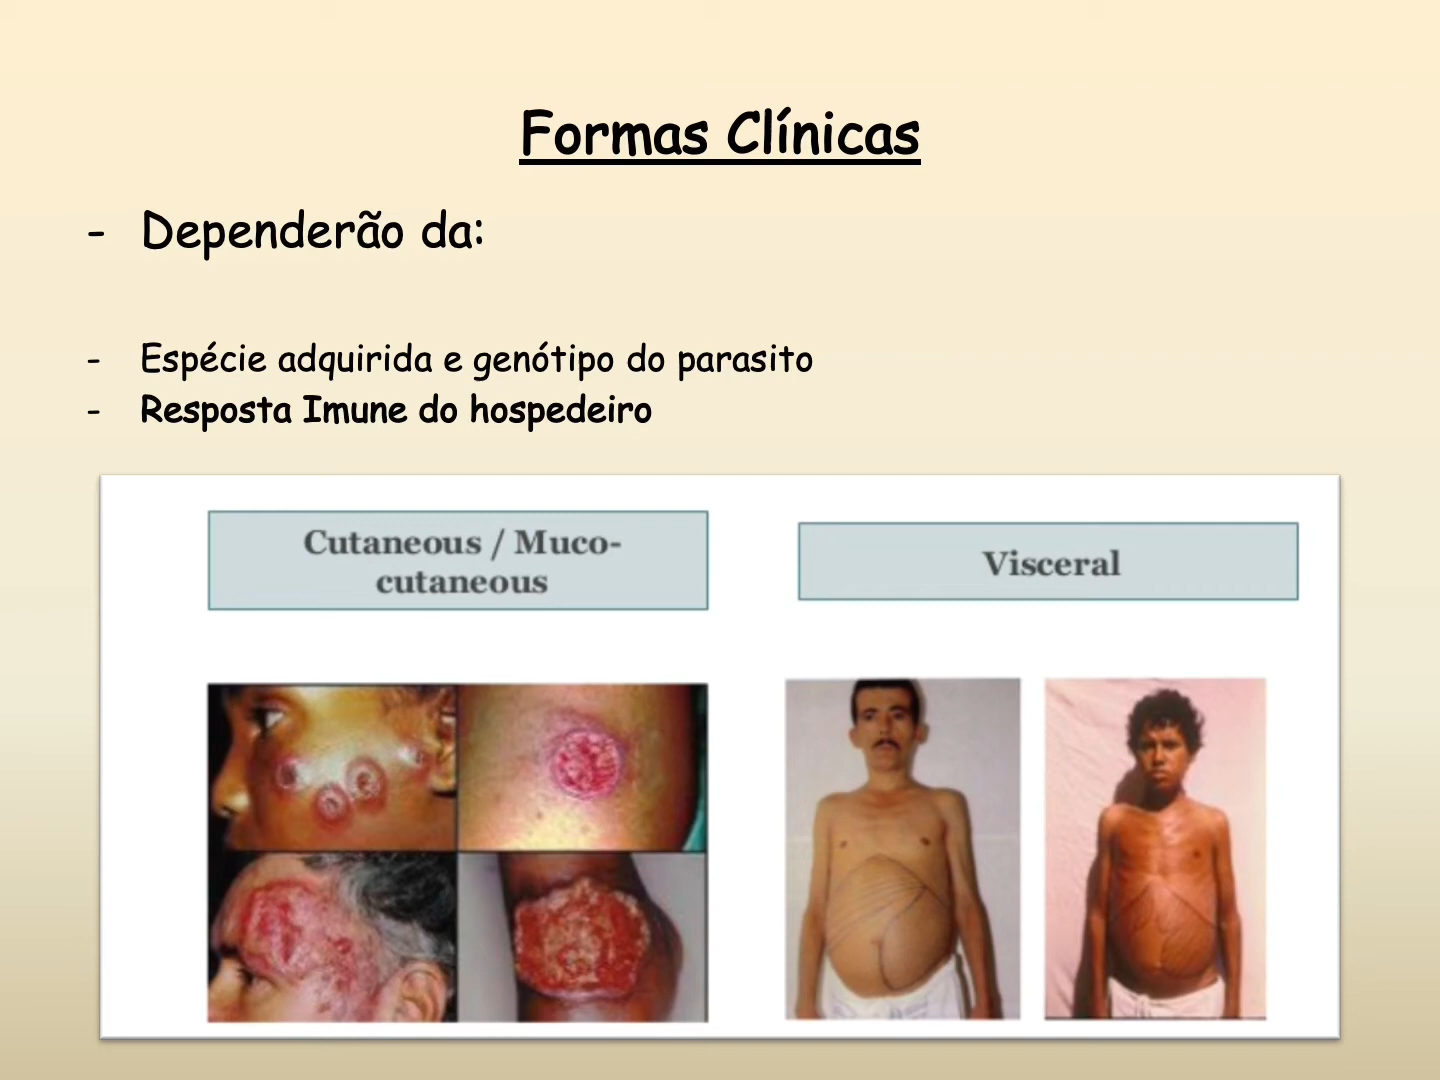 Formas Clínicas
- Dependerão da:
- Espécie adquirida e genótipo do parasito
- Resposta Imune do hospedeiro
Cutaneous / Muco-
cutaneous
Visceral